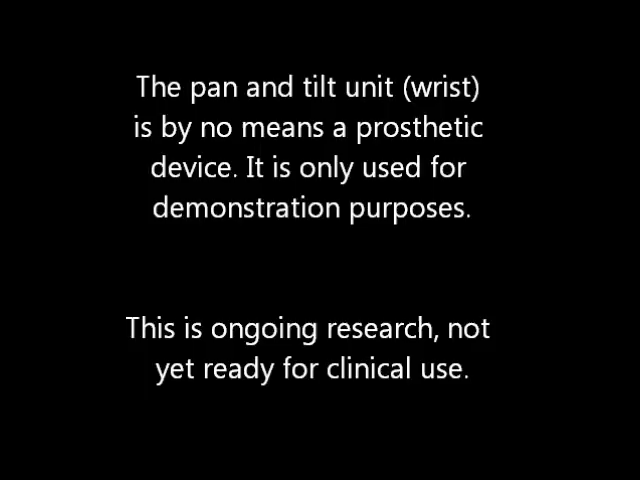 The pan and tilt unit (wrist)
is by no means a prosthetic
device. It is only used for
demonstration purposes.
This is ongoing research, not
yet ready for clinical use.